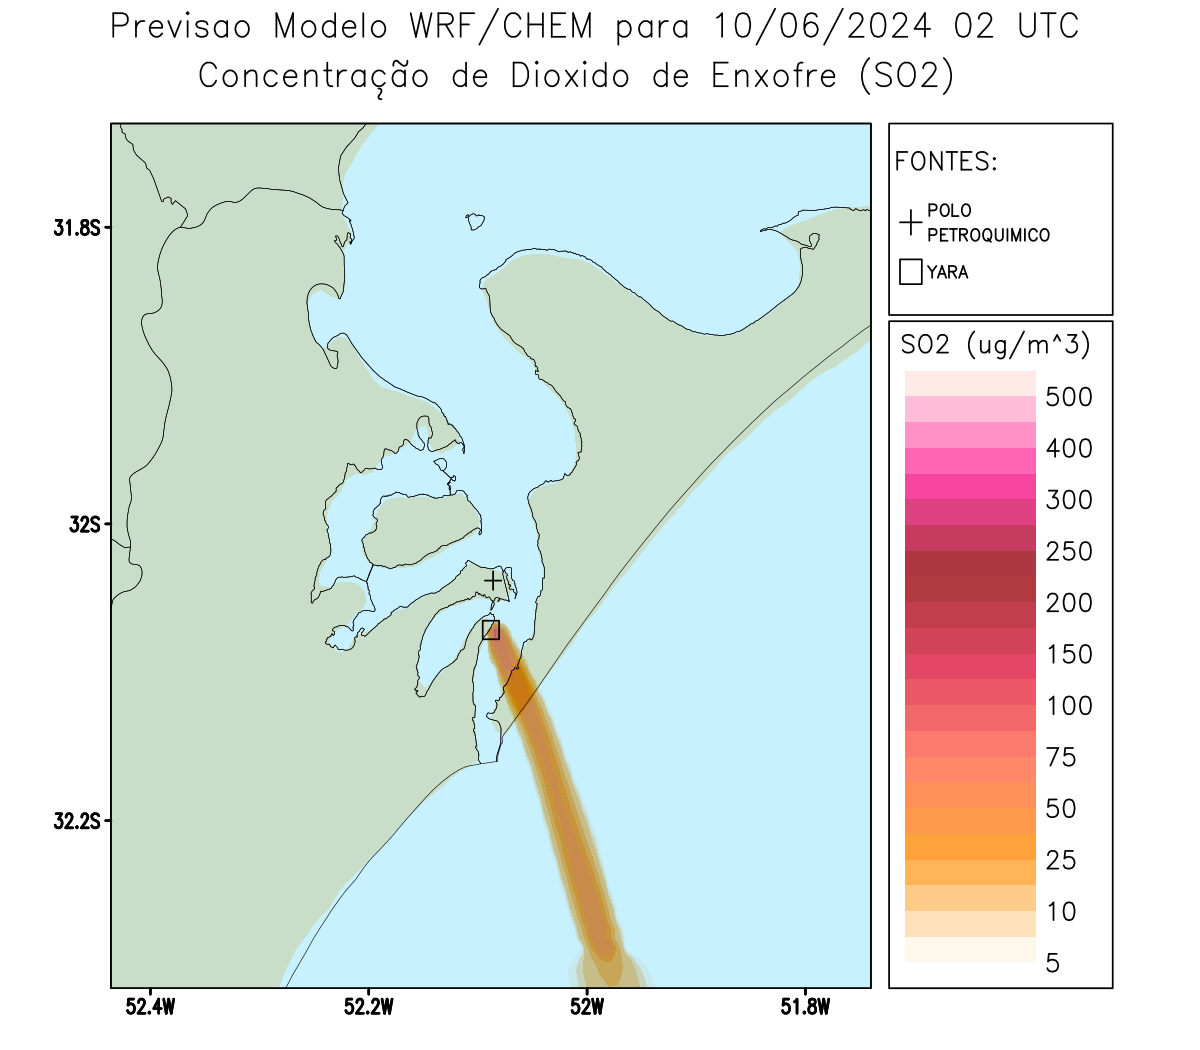 Previsao Modelo WRF/CHEM para 10/06/2024 02 UTC
Concentração de Dioxido de Enxofre (SO2)
FONTES:
POLO
PETROQUIMICO
YARA
SO2 (ug/m^3)
500
400
300
250
200
150
100
75
50
25
10
5
31.8S
32S
32.2S
52.4W
52.2W
52W
51.8W